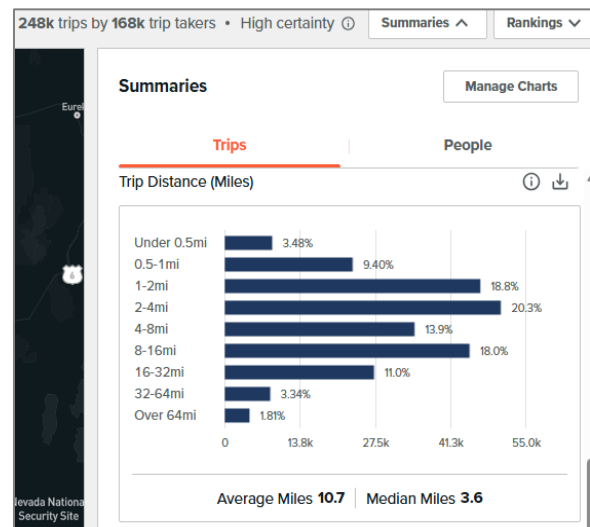 248k trips by 168k trip takers • High certainty
Summaries
Rankings
Eurel
Summaries
Manage Charts
Trips
People
Trip Distance (Miles)
Under 0.5mi
3.48%
0.5-1mi
9.40%
1-2mi
18.8%
2-4mi
20.3%
4-8mi
13.9%
8-16mi
18.0%
16-32mi
11.0%
32-64mi
3.34%
Over 64mi
1.81%
0
13.8k
27.5k
41.3k
55.0k
6
Average Miles 10.7
Median Miles 3.6
levada Nationa
Security Site